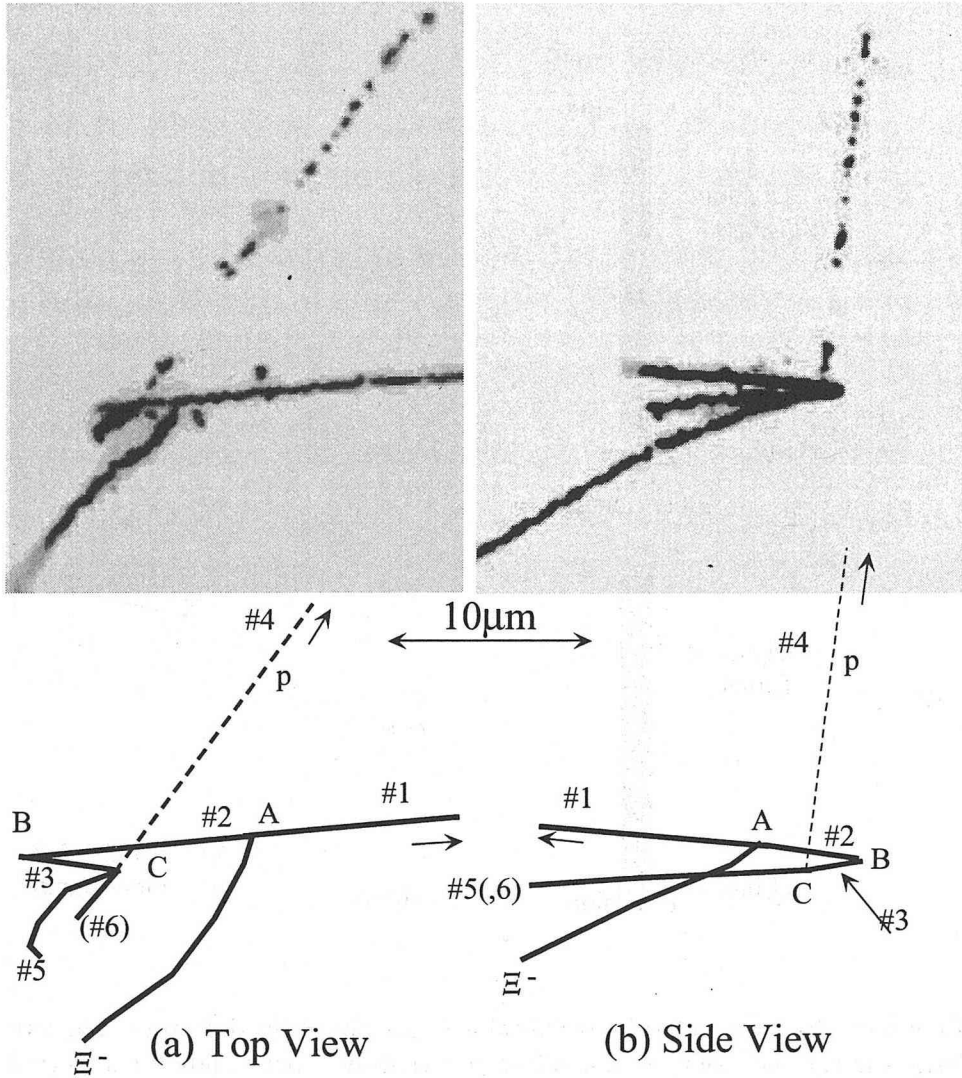 #4
10μm
#4
p
p
#1
#1
A
#2
A
B
#2
B
C
#3
C
#5(,6)
(#6)
#3
#5
Ξ-
Ξ-
(a) Top View
(b) Side View